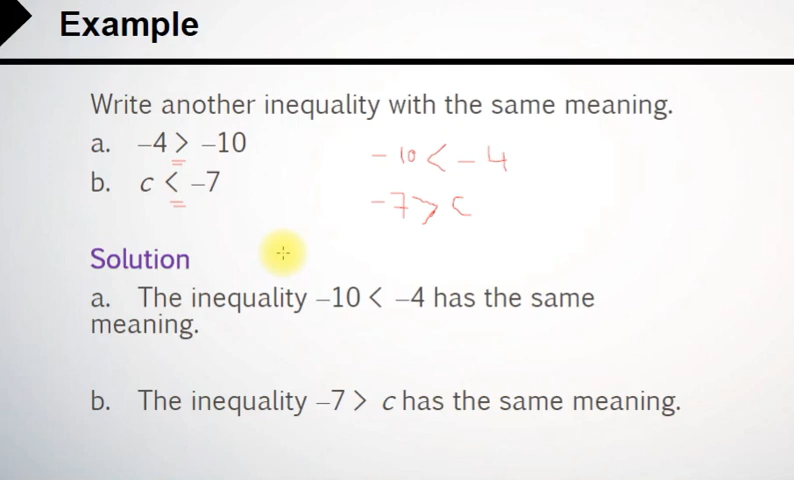 Example
Write another inequality with the same meaning.
a. –4 > –10
–10 < –4
b. c < –7
–7 > c
Solution
a. The inequality –10 < –4 has the same
meaning.
b. The inequality –7 > c has the same meaning.